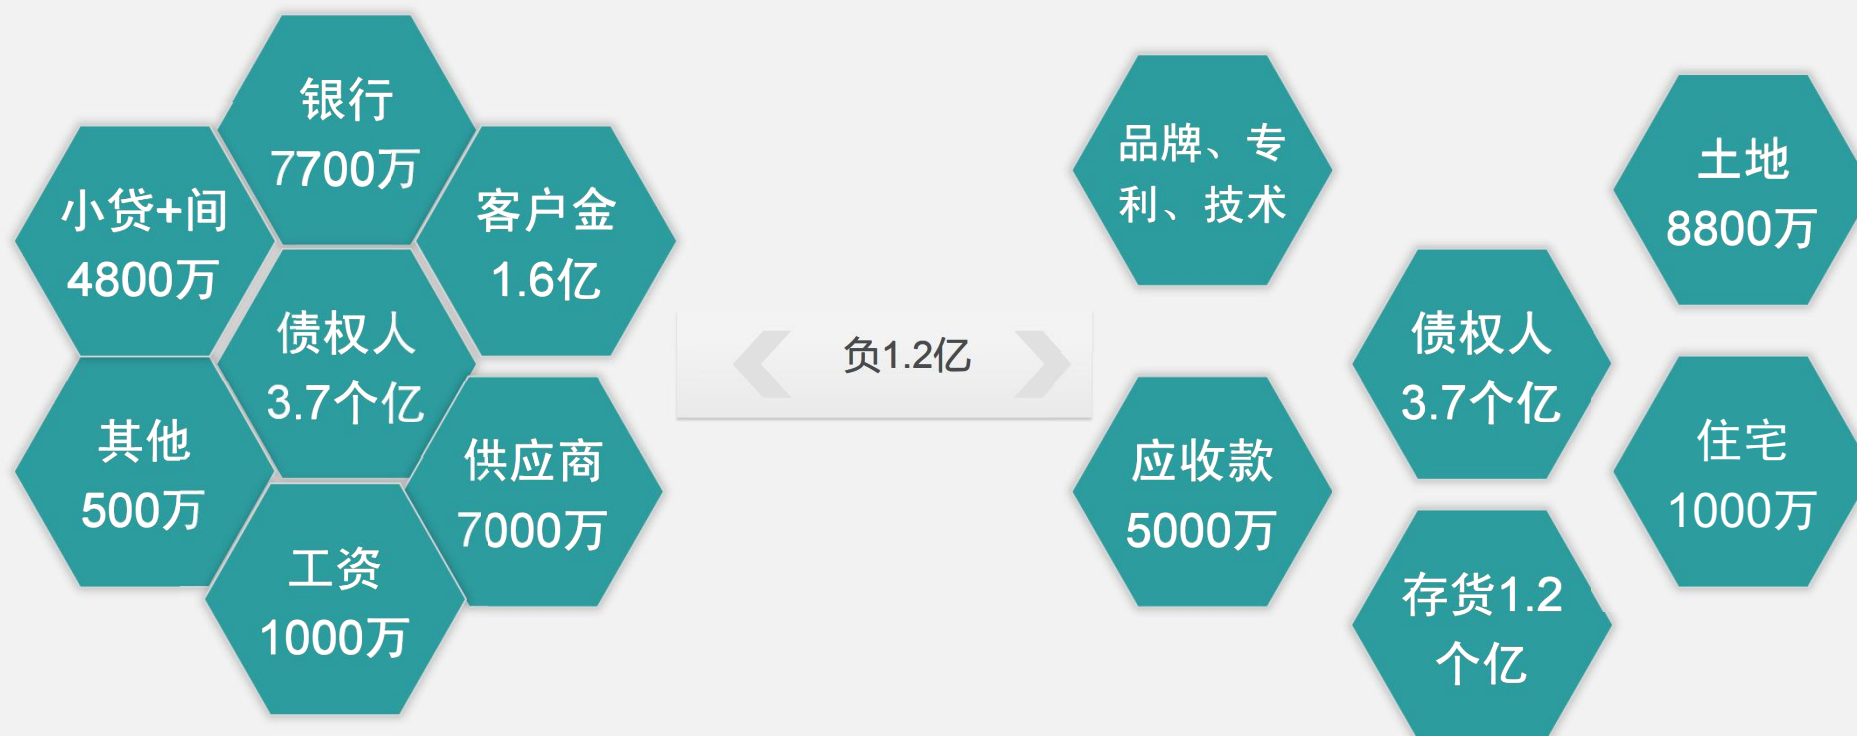 银行
7700万
小贷+间
4800万
客户金
1.6亿
债权人
3.7个亿
其他
500万
供应商
7000万
工资
1000万
负1.2亿
品牌、专
利、技术
土地
8800万
债权人
3.7个亿
应收款
5000万
住宅
1000万
存货1.2
个亿